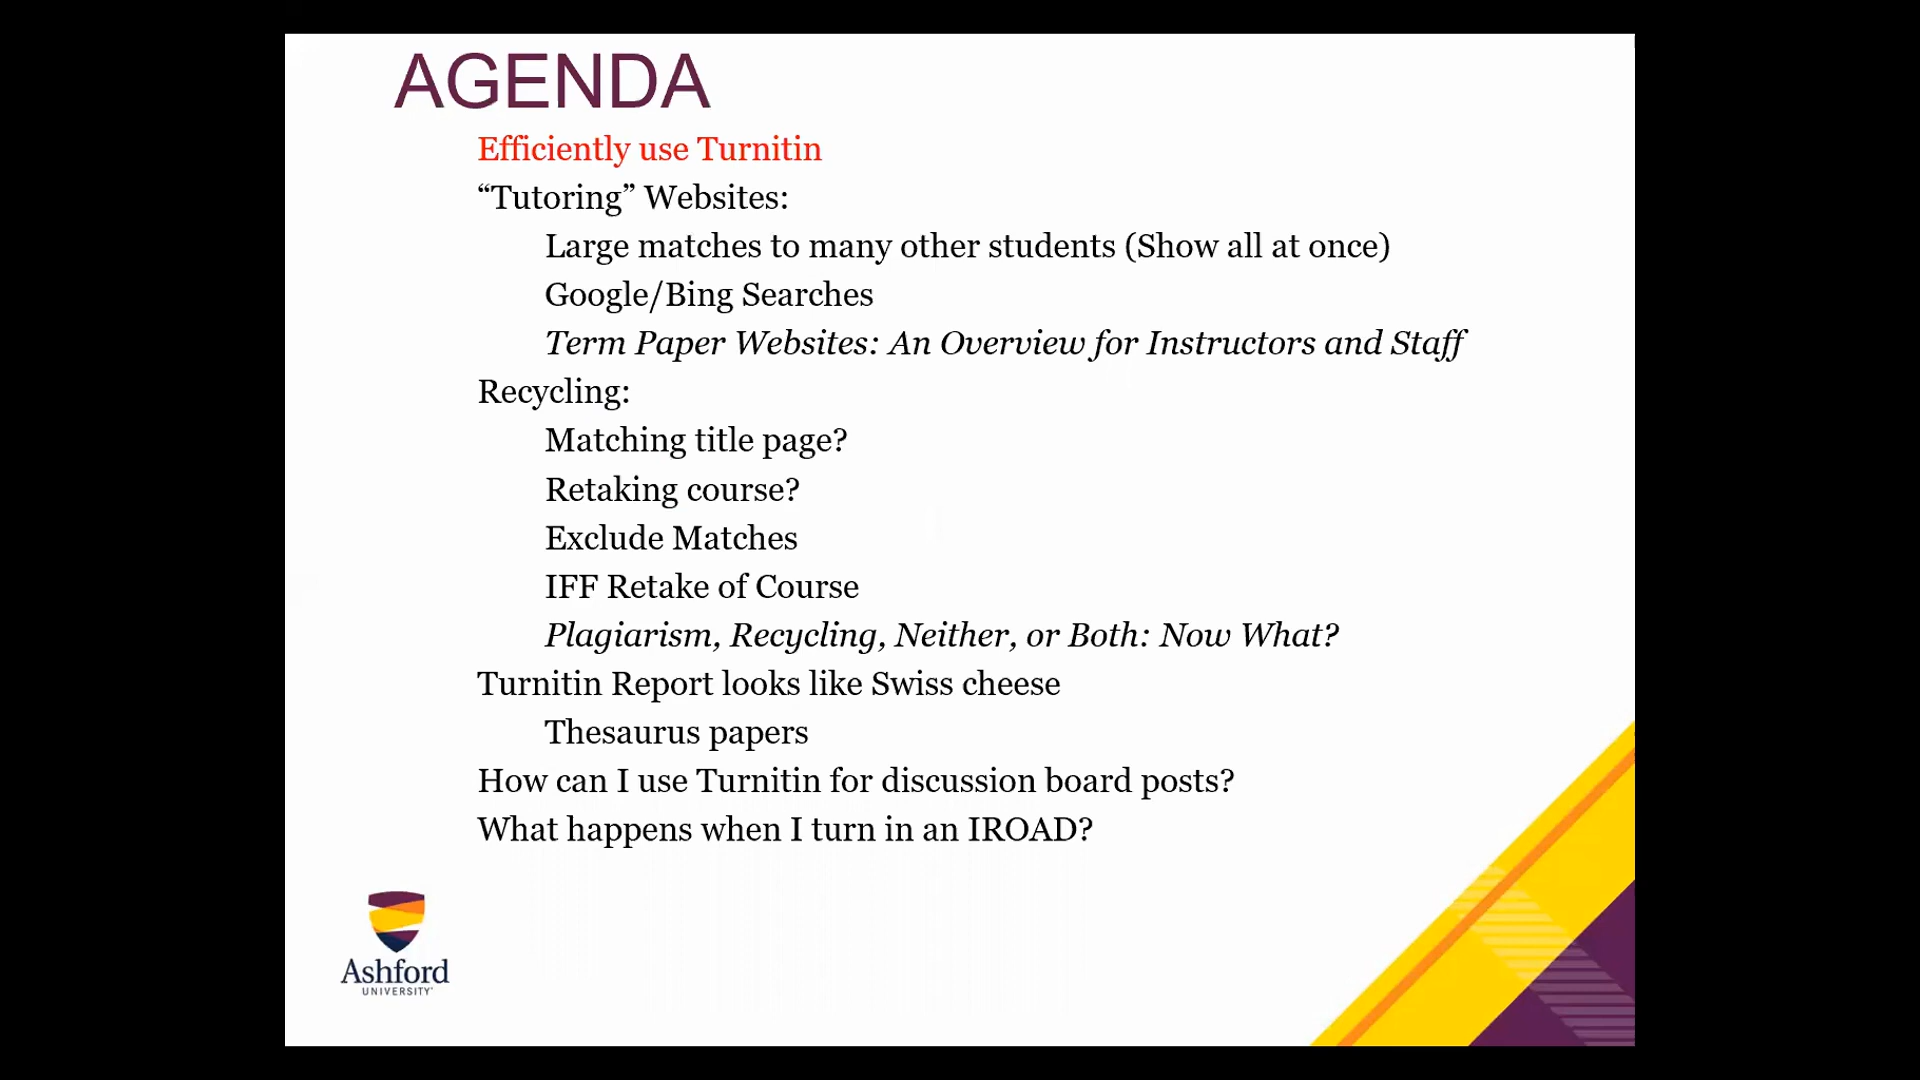 AGENDA
Efficiently use Turnitin
“Tutoring” Websites:
Large matches to many other students (Show all at once)
Google/Bing Searches
Term Paper Websites: An Overview for Instructors and Staff
Recycling:
Matching title page?
Retaking course?
Exclude Matches
IFF Retake of Course
Plagiarism, Recycling, Neither, or Both: Now What?
Turnitin Report looks like Swiss cheese
Thesaurus papers
How can I use Turnitin for discussion board posts?
What happens when I turn in an IROAD?
Ashford
UNIVERSITY